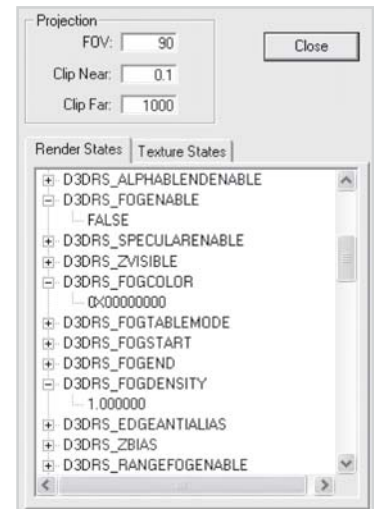 Projection
FOV: 90
Close
Clip Near: 0.1
Clip Far: 1000
Render States Texture States
D3DRS_ALPHABLENDENABLE
D3DRS_FOGENABLE
FALSE
D3DRS_SPECULARENABLE
D3DRS_ZVISIBLE
D3DRS_FOGCOLOR
0X00000000
D3DRS_FOGTABLEMODE
D3DRS_FOGSTART
D3DRS_FOGEND
D3DRS_FOGDENSITY
1.000000
D3DRS_EDGEANTIALIAS
D3DRS_ZBIAS
D3DRS_RANGEFOGENABLE